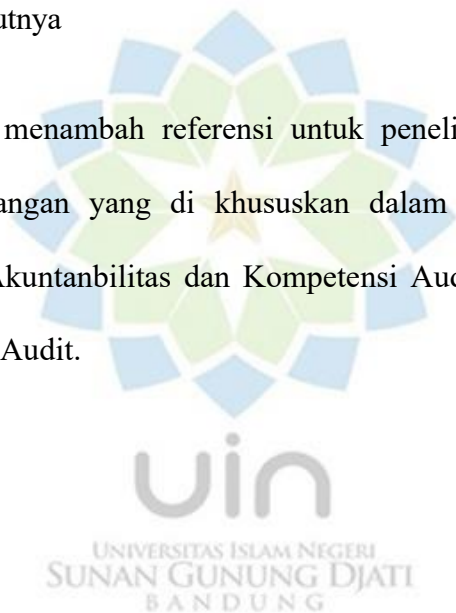 utnya
menambah referensi untuk peneli
angan yang di khususkan dalam
Akuntanbilitas dan Kompetensi Aud
Audit.
uin
UNIVERSITAS ISLAM NEGERI
SUNAN GUNUNG DJATI
BANDUNG